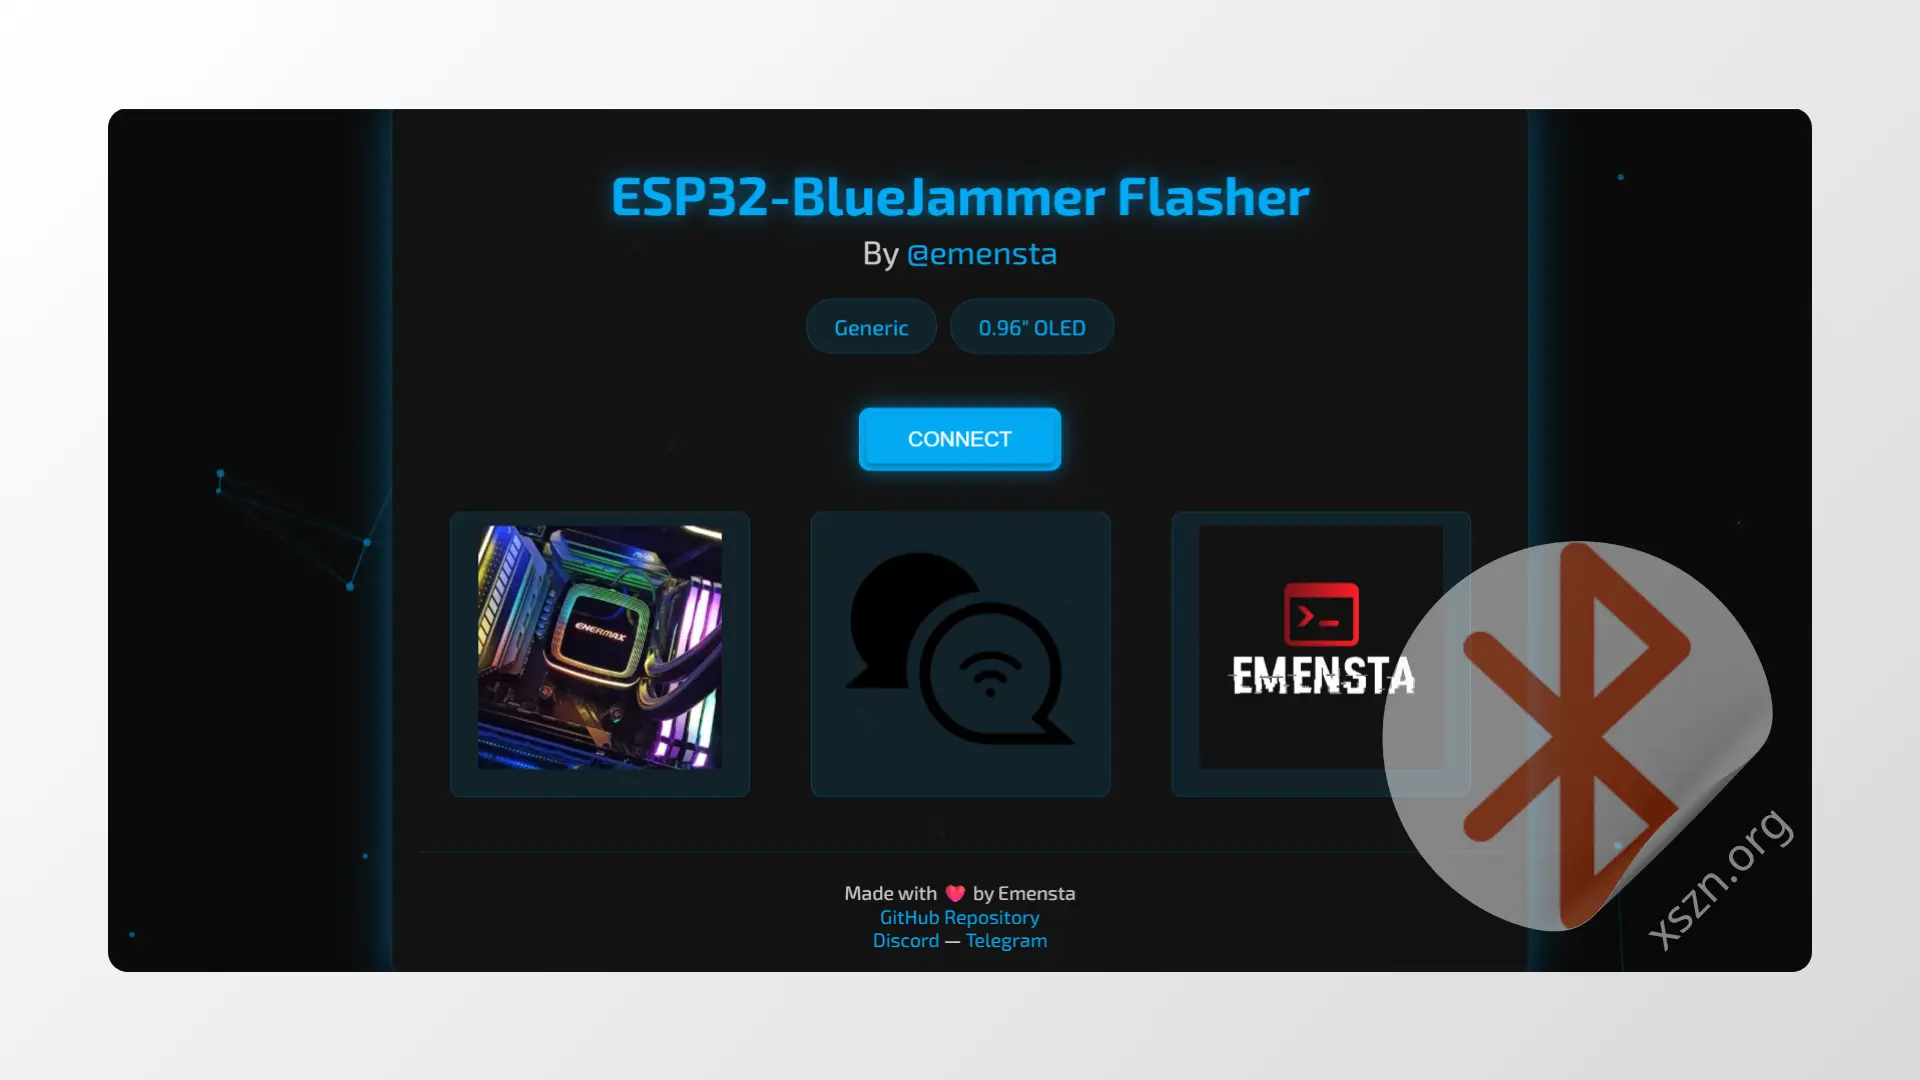 ESP32-BlueJammer Flasher
By @emensta
Generic
0.96" OLED
CONNECT
ENERMAX
EMENSTA
xszn.org
Made with ❤️ by Emensta
GitHub Repository
Discord — Telegram